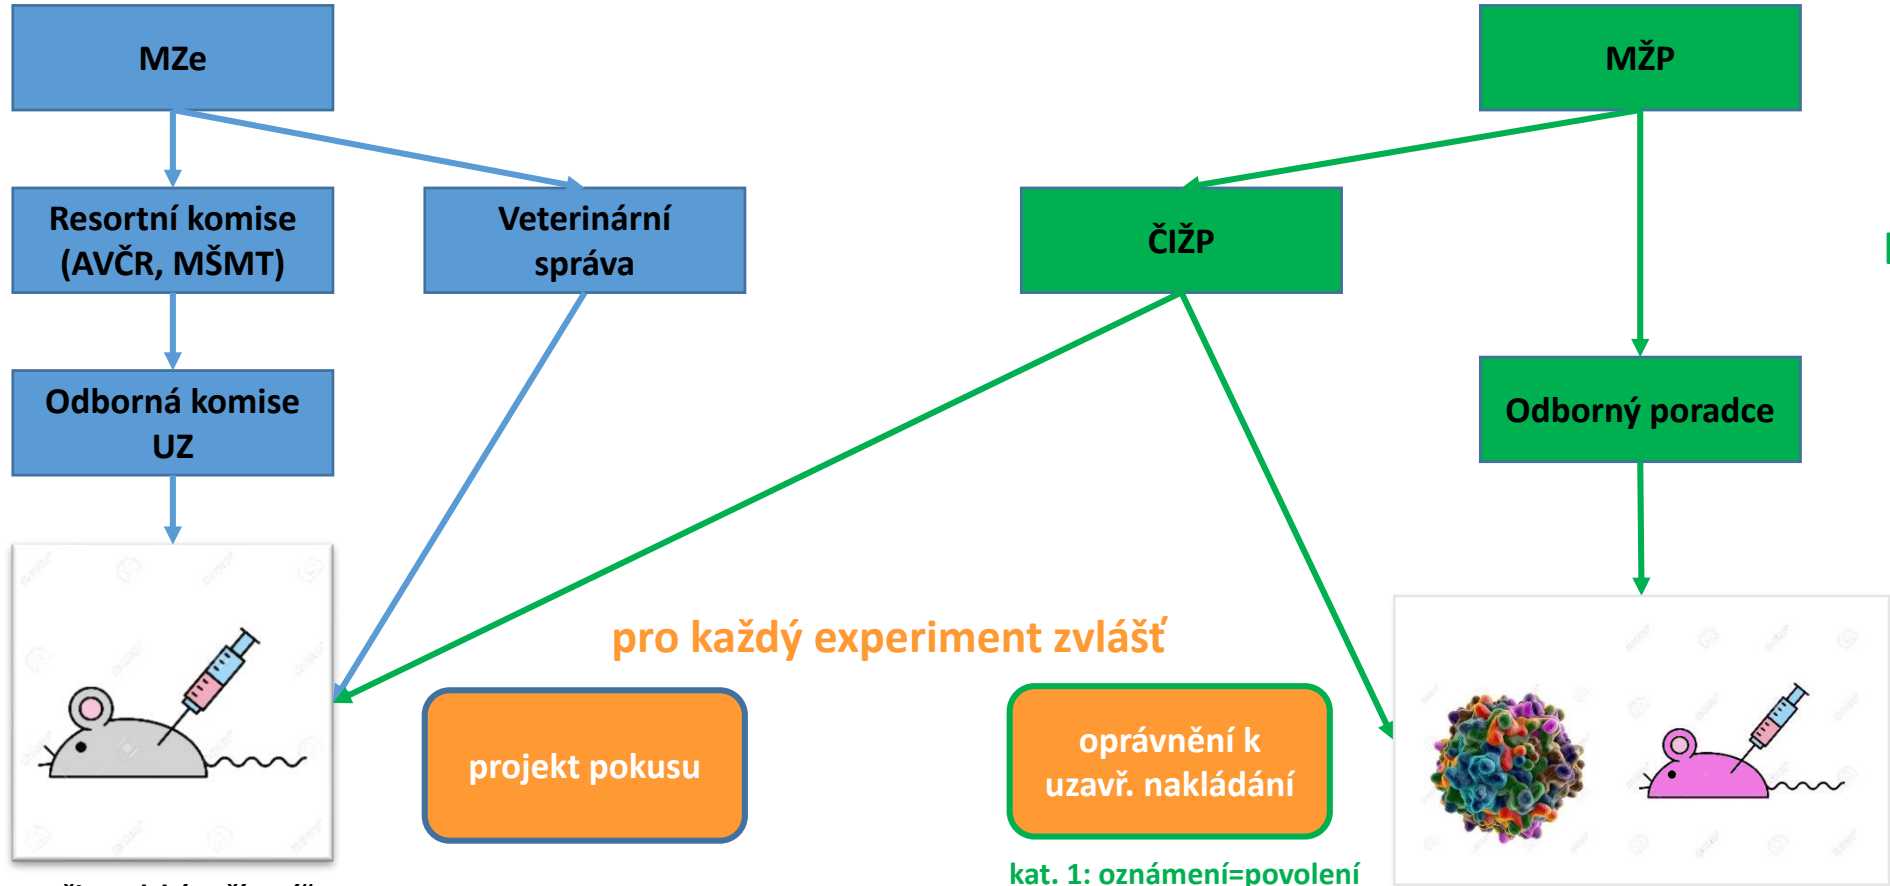 MZe
MŽP
Resortní komise
(AVČR, MŠMT)
Veterinární
správa
ČIŽP
Odborná komise
UZ
Odborný poradce
pro každý experiment zvlášť
projekt pokusu
oprávnění k
uzavř. nakládání
kat. 1: oznámení=povolení